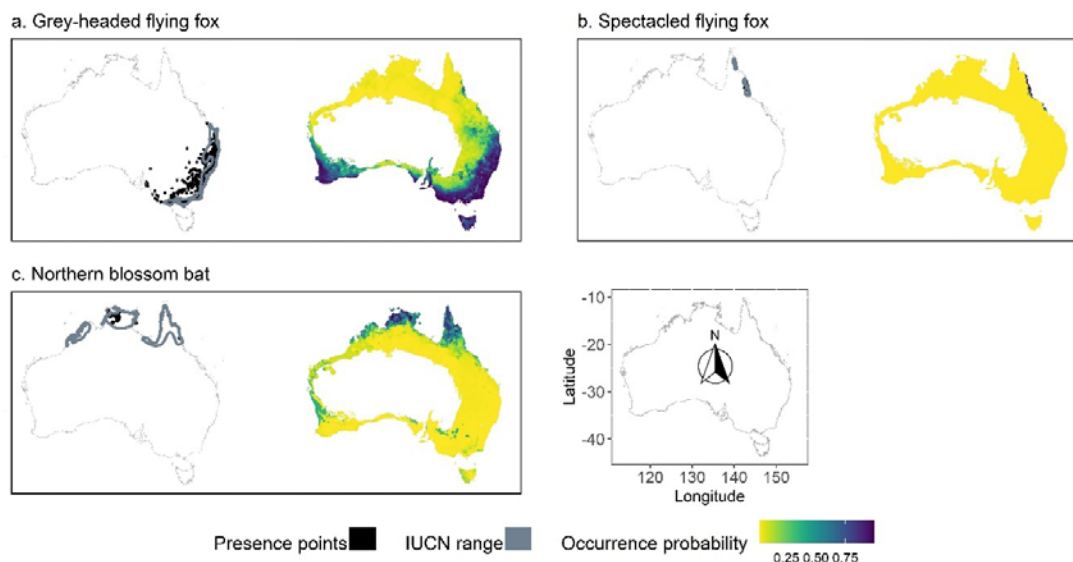 a. Grey-headed flying fox
b. Spectacled flying fox
c. Northern blossom bat
N
-10
-20
-30
-40
Latitude
120 130 140 150
Longitude
Presence points
IUCN range
Occurrence probability
0.25 0.50 0.75